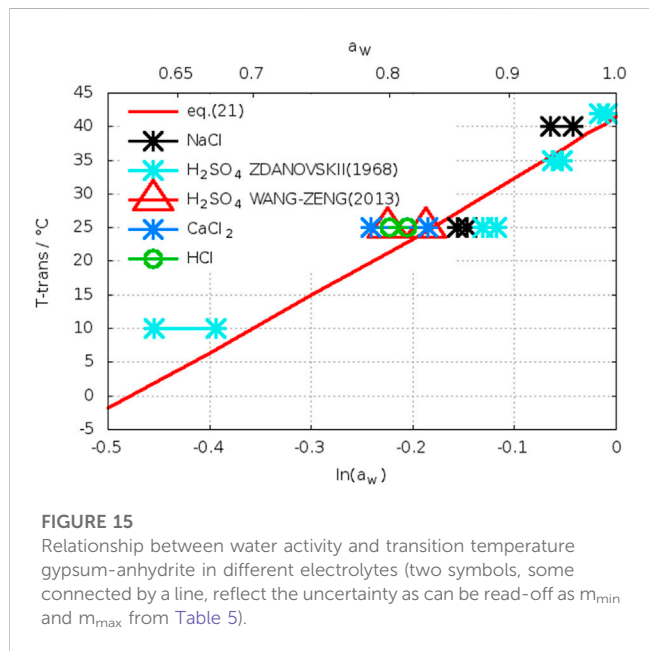 a_w
0.65 0.7 0.8 0.9 1.0
45
40
35
30
25
20
15
10
5
0
-5
T-trans / °C
eq.(21)
NaCl
H₂SO₄ ZDANOVSKII(1968)
H₂SO₄ WANG-ZENG(2013)
CaCl₂
HCl
-0.5 -0.4 -0.3 -0.2 -0.1 0
ln(a_w)
FIGURE 15
Relationship between water activity and transition temperature
gypsum-anhydrite in different electrolytes (two symbols, some
connected by a line, reflect the uncertainty as can be read-off as m_min
and m_max from Table 5).